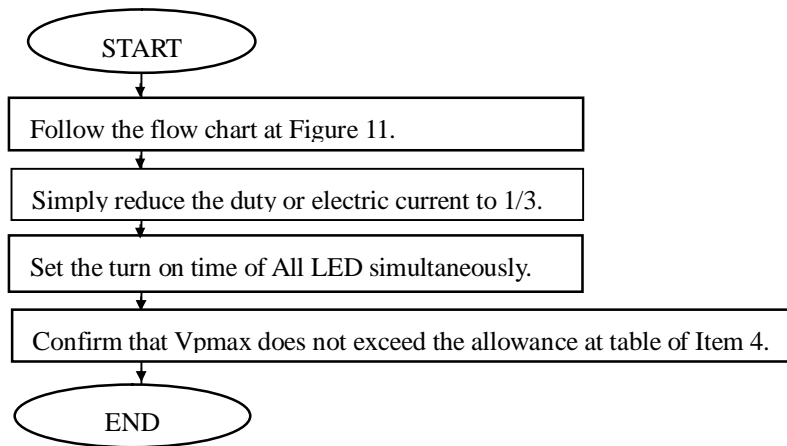 START
Follow the flow chart at Figure 11.
Simply reduce the duty or electric current to 1/3.
Set the turn on time of All LED simultaneously.
Confirm that Vpmax does not exceed the allowance at table of Item 4.
END